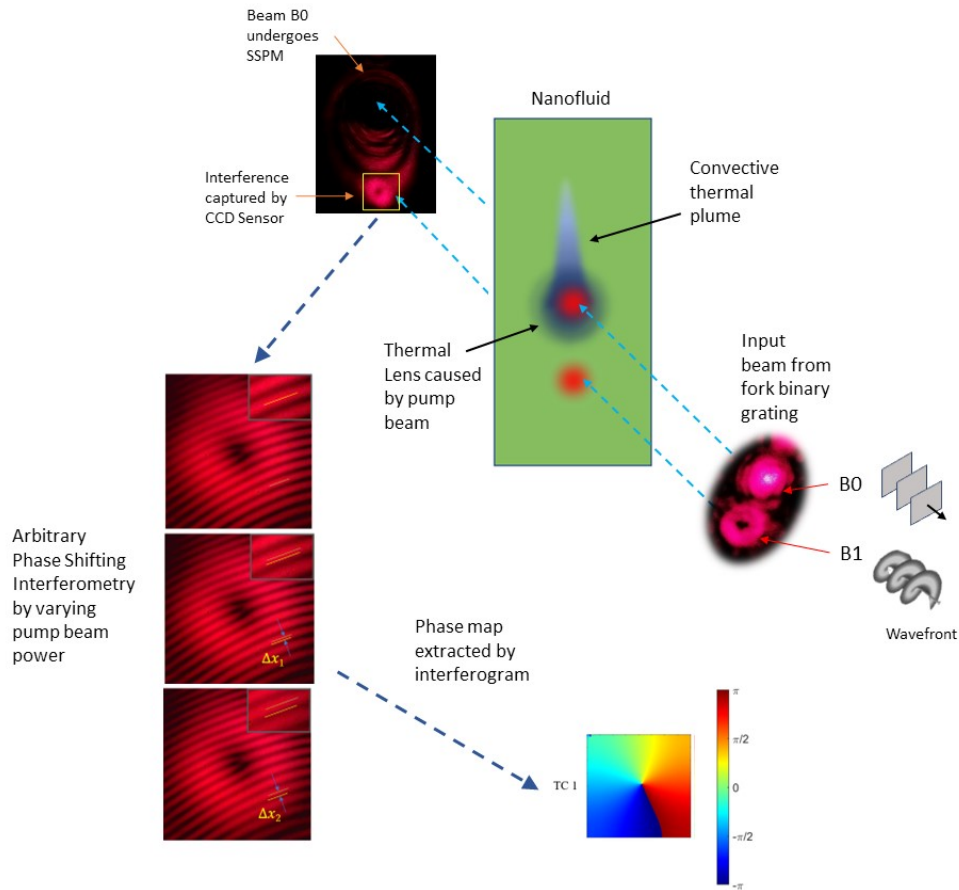 Beam B0
undergoes
SSPM
Interference
captured by
CCD Sensor
Nanofluid
Convective
thermal
plume
Thermal
Lens caused
by pump
beam
Input
beam from
fork binary
grating
B0
B1
Wavefront
Arbitrary
Phase Shifting
Interferometry
by varying
pump beam
power
Δx₁
Δx₂
Phase map
extracted by
interferogram
TC 1
π
π/2
0
-π/2
-π